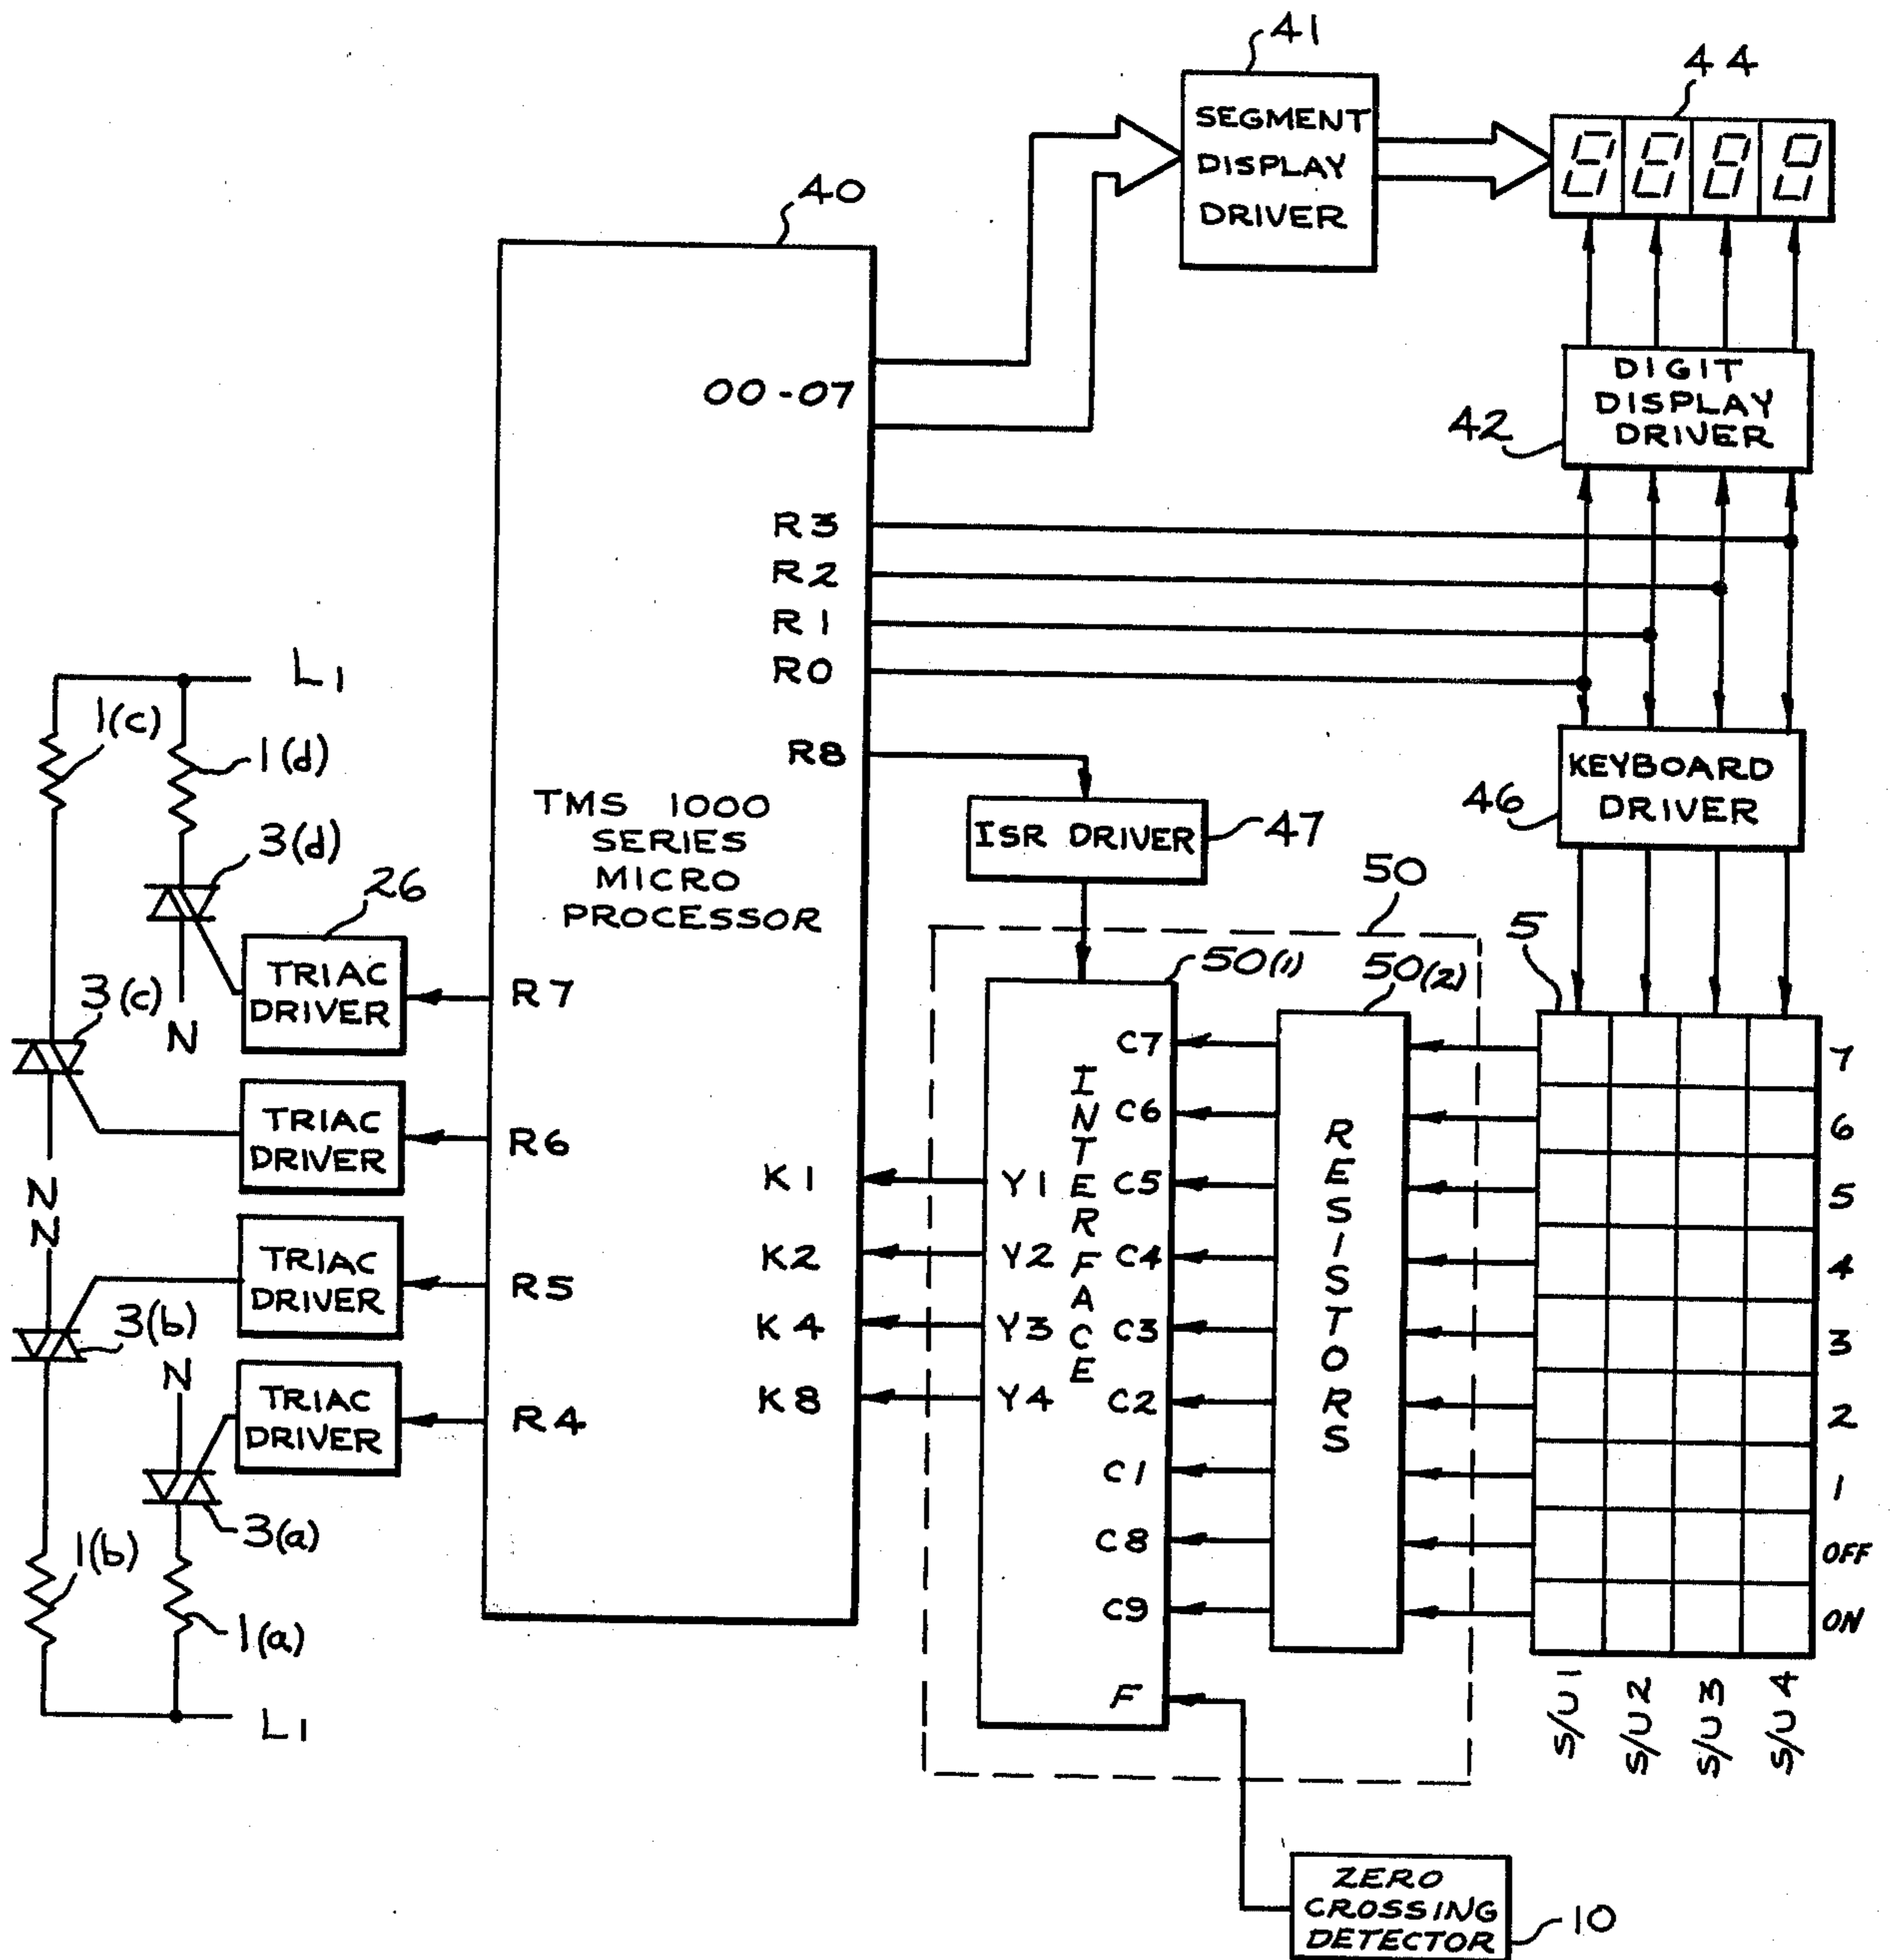 41
44
SEGMENT
DISPLAY
DRIVER
40
00-07
DIGIT
DISPLAY
DRIVER
42
R3
R2
R1
R0
L1
1(c)
1(d)
R8
KEYBOARD
DRIVER
46
TMS 1000
SERIES
MICRO
PROCESSOR
ISR DRIVER
47
3(d)
26
50
5
50(1)
50(2)
TRIAC
DRIVER
R7
3(c)
N
C7
7
INTERFACE
RESISTORS
C6
6
TRIAC
DRIVER
R6
K1
Y1
C5
5
N
N
TRIAC
DRIVER
R5
K2
Y2
C4
4
3(b)
K4
Y3
C3
3
N
TRIAC
DRIVER
R4
K8
Y4
C2
2
C1
1
3(a)
1(b)
C8
OFF
1(a)
C9
ON
F
L1
S/U 1
S/U 2
S/U 3
S/U 4
ZERO
CROSSING
DETECTOR
10